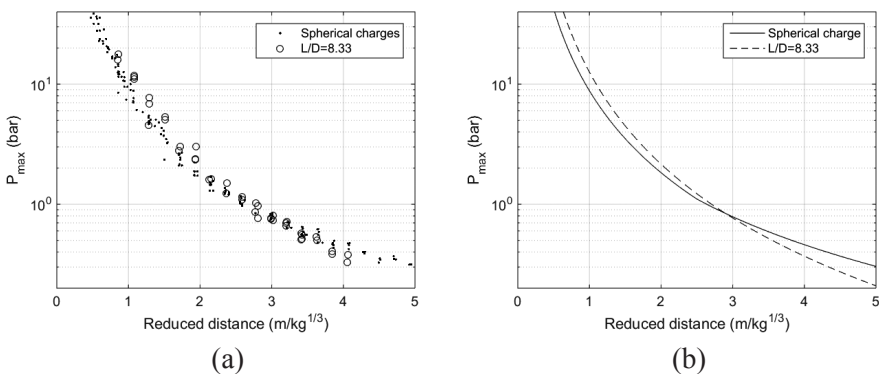 Spherical charges
L/D=8.33
10^1
10^0
P_max (bar)
0 1 2 3 4 5
Reduced distance (m/kg^1/3)
(a)
Spherical charge
L/D=8.33
10^1
10^0
P_max (bar)
0 1 2 3 4 5
Reduced distance (m/kg^1/3)
(b)